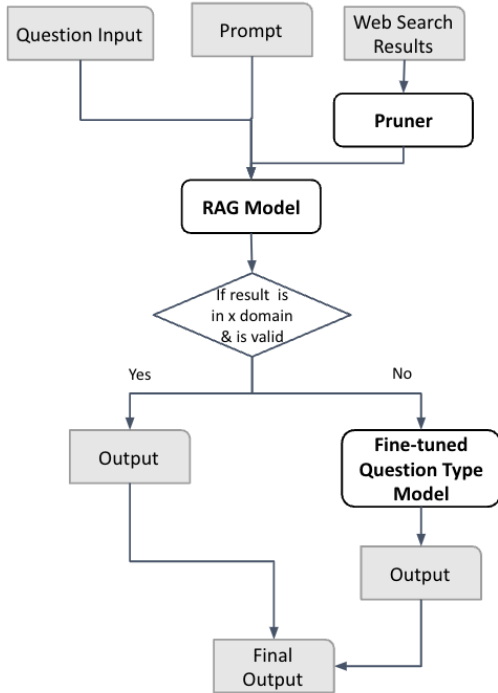 Question Input
Prompt
Web Search
Results
Pruner
RAG Model
If result is
in x domain
& is valid
Yes
No
Output
Fine-tuned
Question Type
Model
Output
Final
Output